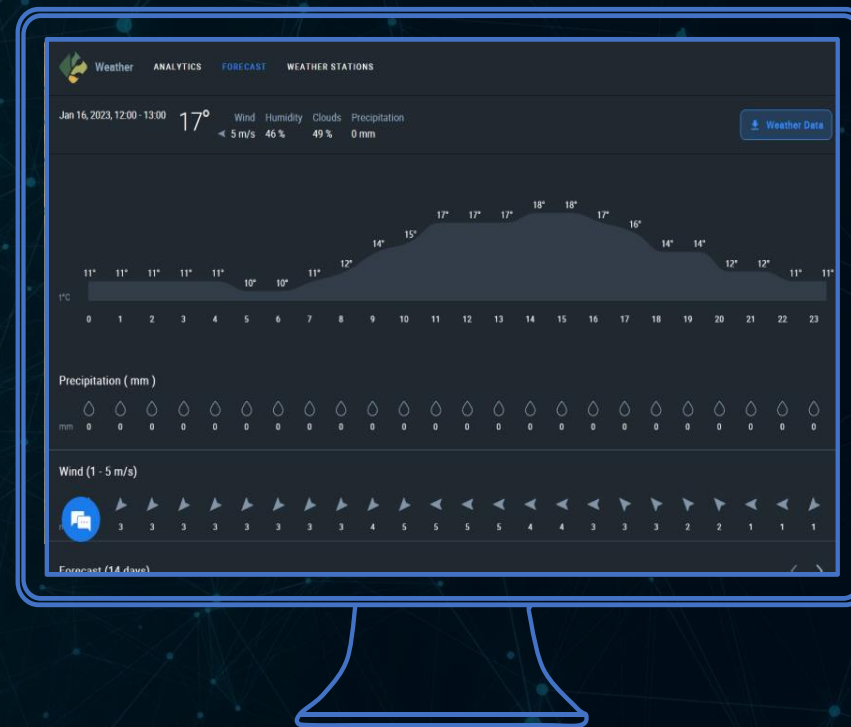 Weather ANALYTICS FORECAST WEATHER STATIONS
Jan 16, 2023, 12:00 - 13:00 17° Wind Humidity Clouds Precipitation
5 m/s 46 % 49 % 0 mm
Weather Data
11° 11° 11° 11° 11° 10° 10° 11° 12° 14° 15° 17° 17° 17° 18° 18° 17° 16° 14° 14° 12° 12° 11° 11°
t°C
0 1 2 3 4 5 6 7 8 9 10 11 12 13 14 15 16 17 18 19 20 21 22 23
Precipitation ( mm )
mm 0 0 0 0 0 0 0 0 0 0 0 0 0 0 0 0 0 0 0 0 0 0 0 0
Wind (1 - 5 m/s)
3 3 3 3 3 3 3 3 4 5 5 5 5 4 4 3 3 3 2 2 1 1 1
Forecast (14 days)